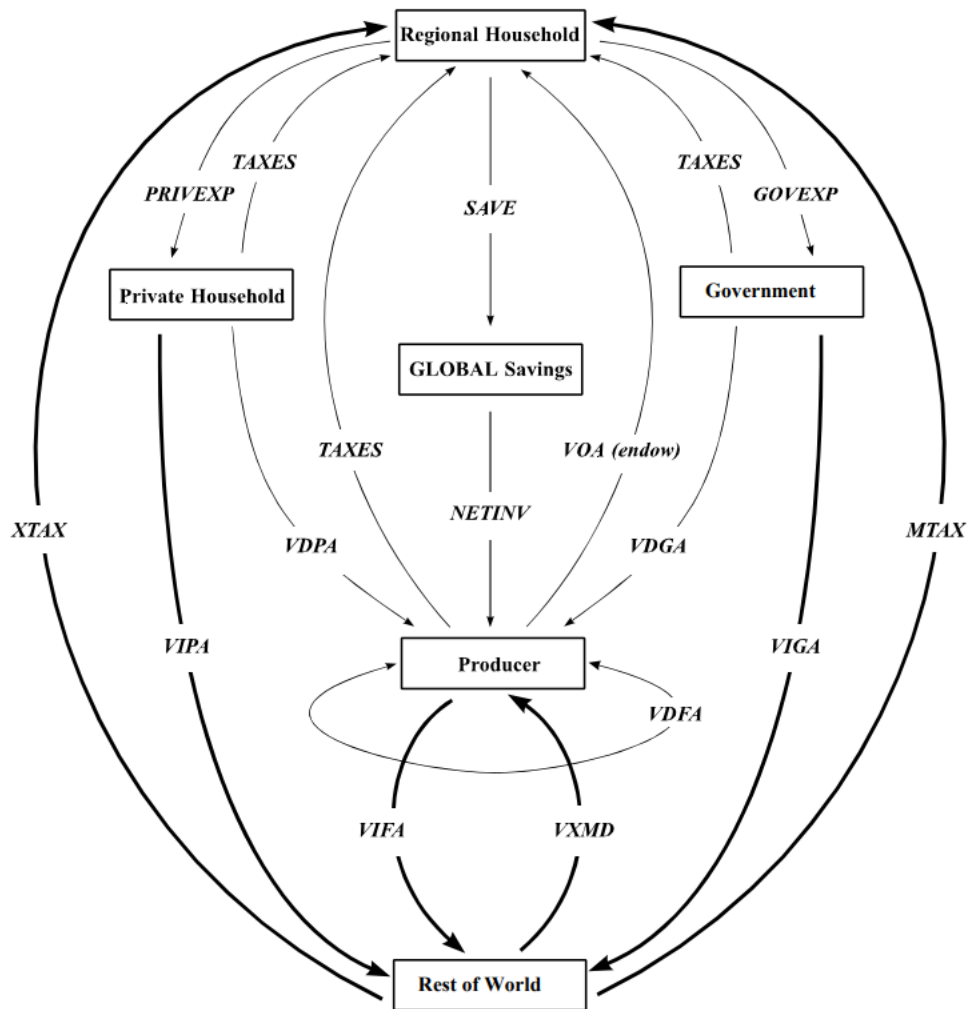 Regional Household
TAXES
TAXES
PRIVEXP
GOVEXP
SAVE
Private Household
Government
GLOBAL Savings
TAXES
VOA (endow)
NETINV
XTAX
MTAX
VDPA
VDGA
VIPA
VIGA
Producer
VDFA
VIFA
VXMD
Rest of World